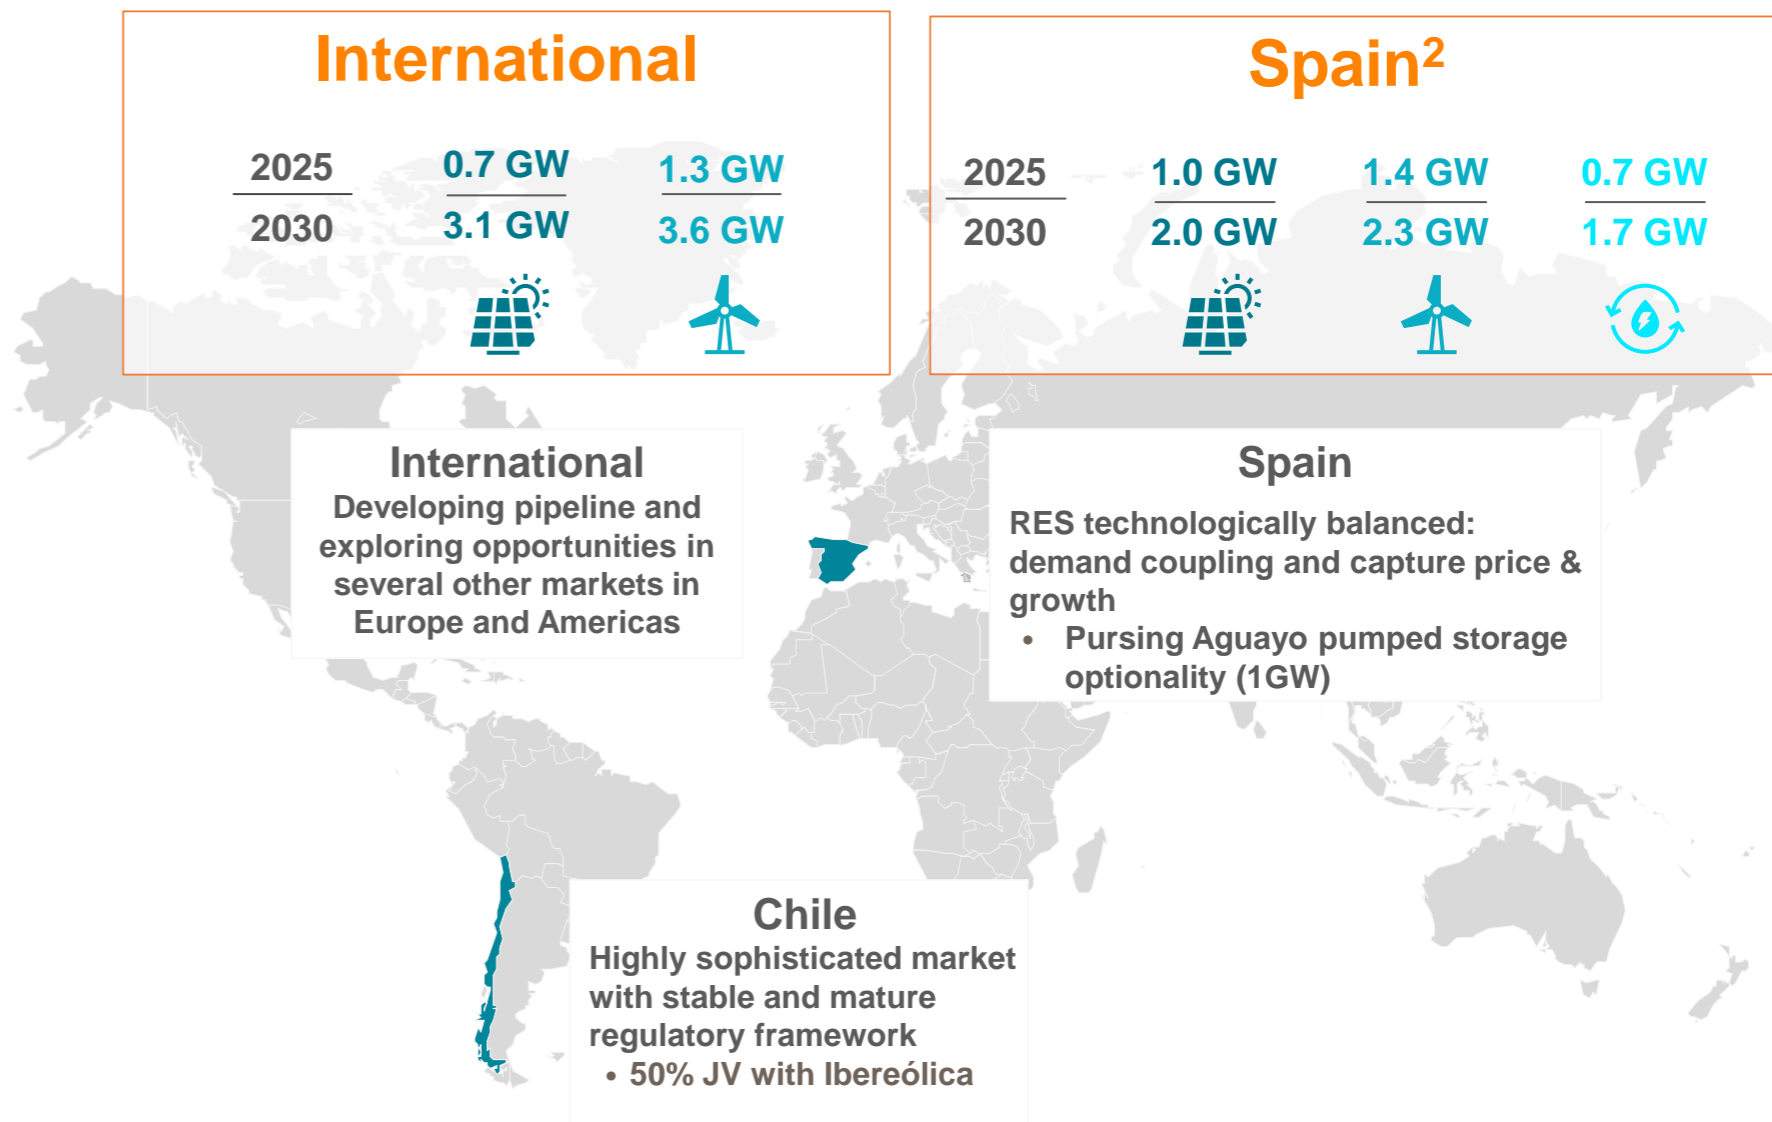 International
2025 0.7 GW 1.3 GW
2030 3.1 GW 3.6 GW
Spain²
2025 1.0 GW 1.4 GW 0.7 GW
2030 2.0 GW 2.3 GW 1.7 GW
International
Developing pipeline and
exploring opportunities in
several other markets in
Europe and Americas
Spain
RES technologically balanced:
demand coupling and capture price &
growth
• Pursing Aguayo pumped storage
optionality (1GW)
Chile
Highly sophisticated market
with stable and mature
regulatory framework
• 50% JV with Ibereólica